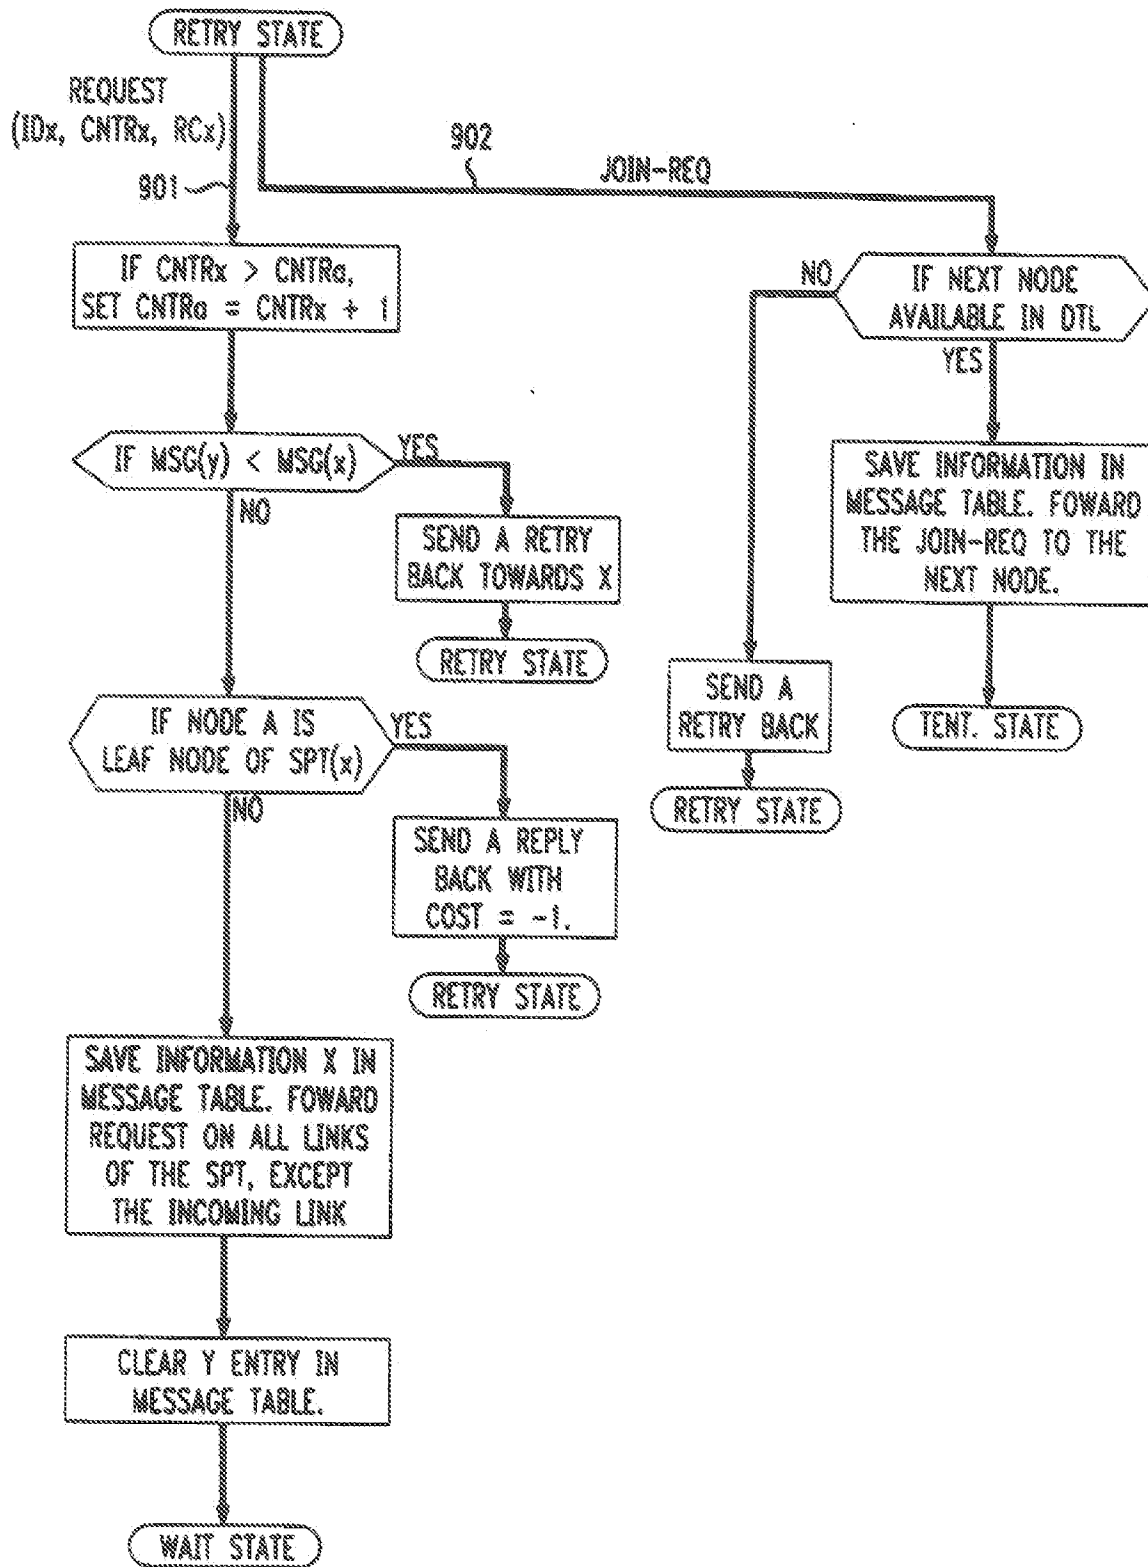 RETRY STATE
REQUEST
(IDx, CNTRx, RCx)
901
902
JOIN-REQ
IF CNTRx > CNTRa,
SET CNTRa = CNTRx + 1
IF MSG(y) < MSG(x)
YES
NO
SEND A RETRY
BACK TOWARDS X
RETRY STATE
IF NODE A IS
LEAF NODE OF SPT(x)
YES
NO
SEND A REPLY
BACK WITH
COST = -1.
RETRY STATE
SAVE INFORMATION X IN
MESSAGE TABLE. FOWARD
REQUEST ON ALL LINKS
OF THE SPT, EXCEPT
THE INCOMING LINK
CLEAR Y ENTRY IN
MESSAGE TABLE.
WAIT STATE
IF NEXT NODE
AVAILABLE IN DTL
NO
YES
SAVE INFORMATION IN
MESSAGE TABLE. FOWARD
THE JOIN-REQ TO THE
NEXT NODE.
TENT. STATE
SEND A
RETRY BACK
RETRY STATE